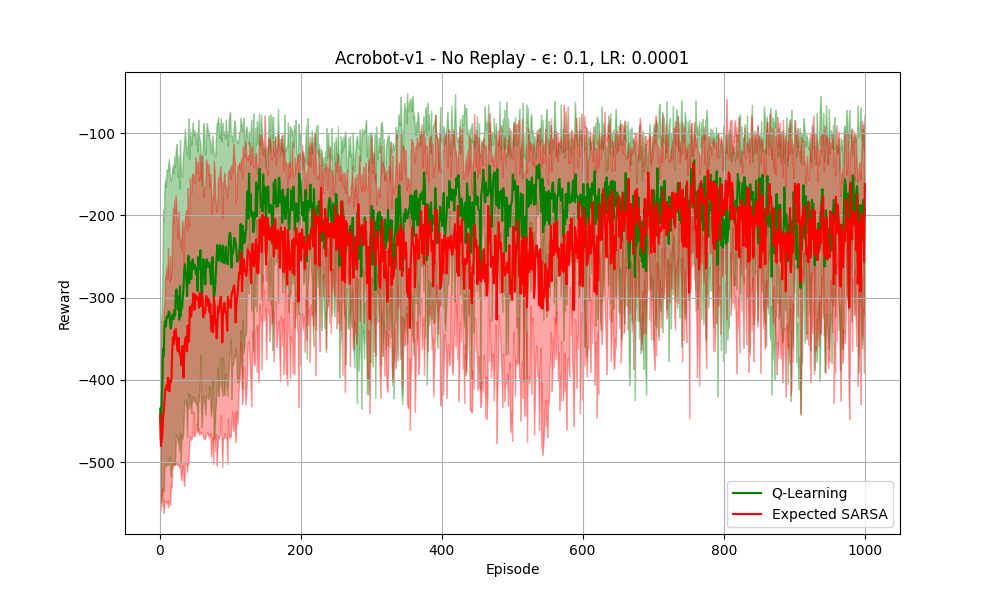 Acrobot-v1 - No Replay - ϵ: 0.1, LR: 0.0001
Reward
−100
−200
−300
−400
−500
0
200
400
600
800
1000
Episode
Q-Learning
Expected SARSA